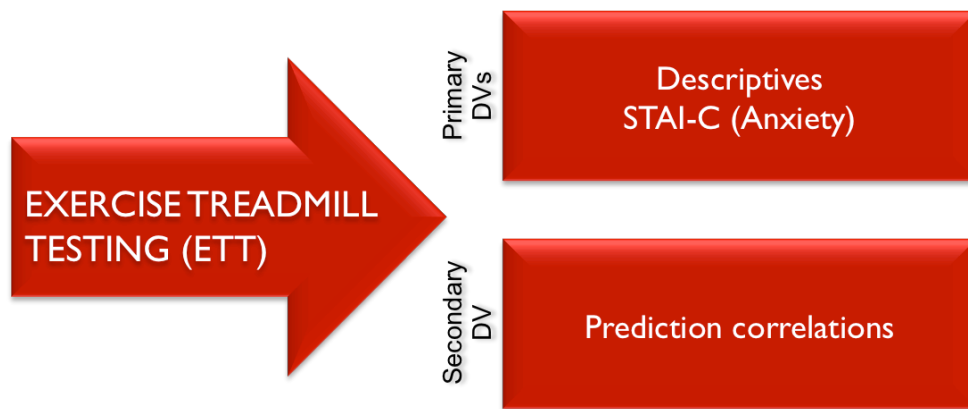 EXERCISE TREADMILL
TESTING (ETT)
Primary
DVs
Descriptives
STAI-C (Anxiety)
Secondary
DV
Prediction correlations